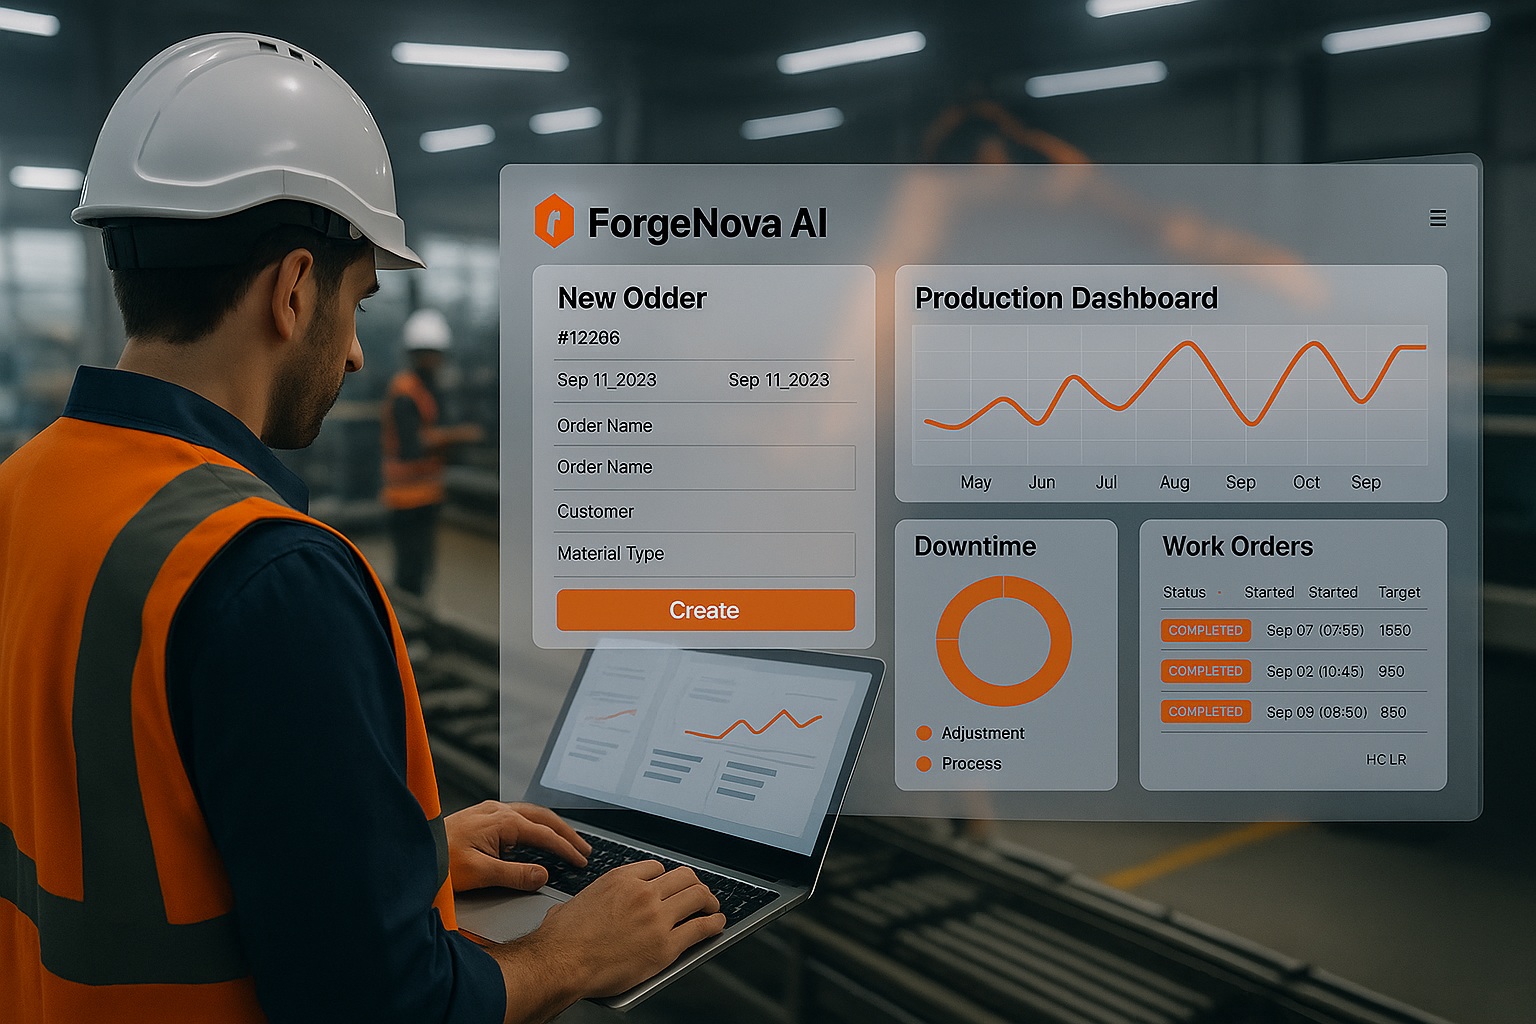 ForgeNova AI
New Odder
#12266
Sep 11_2023 Sep 11_2023
Order Name
Order Name
Customer
Material Type
Create
Production Dashboard
May Jun Jul Aug Sep Oct Sep
Downtime
Adjustment
Process
Work Orders
Status Started Started Target
COMPLETED Sep 07 (07:55) 1550
COMPLETED Sep 02 (10:45) 950
COMPLETED Sep 09 (08:50) 850
HC LR